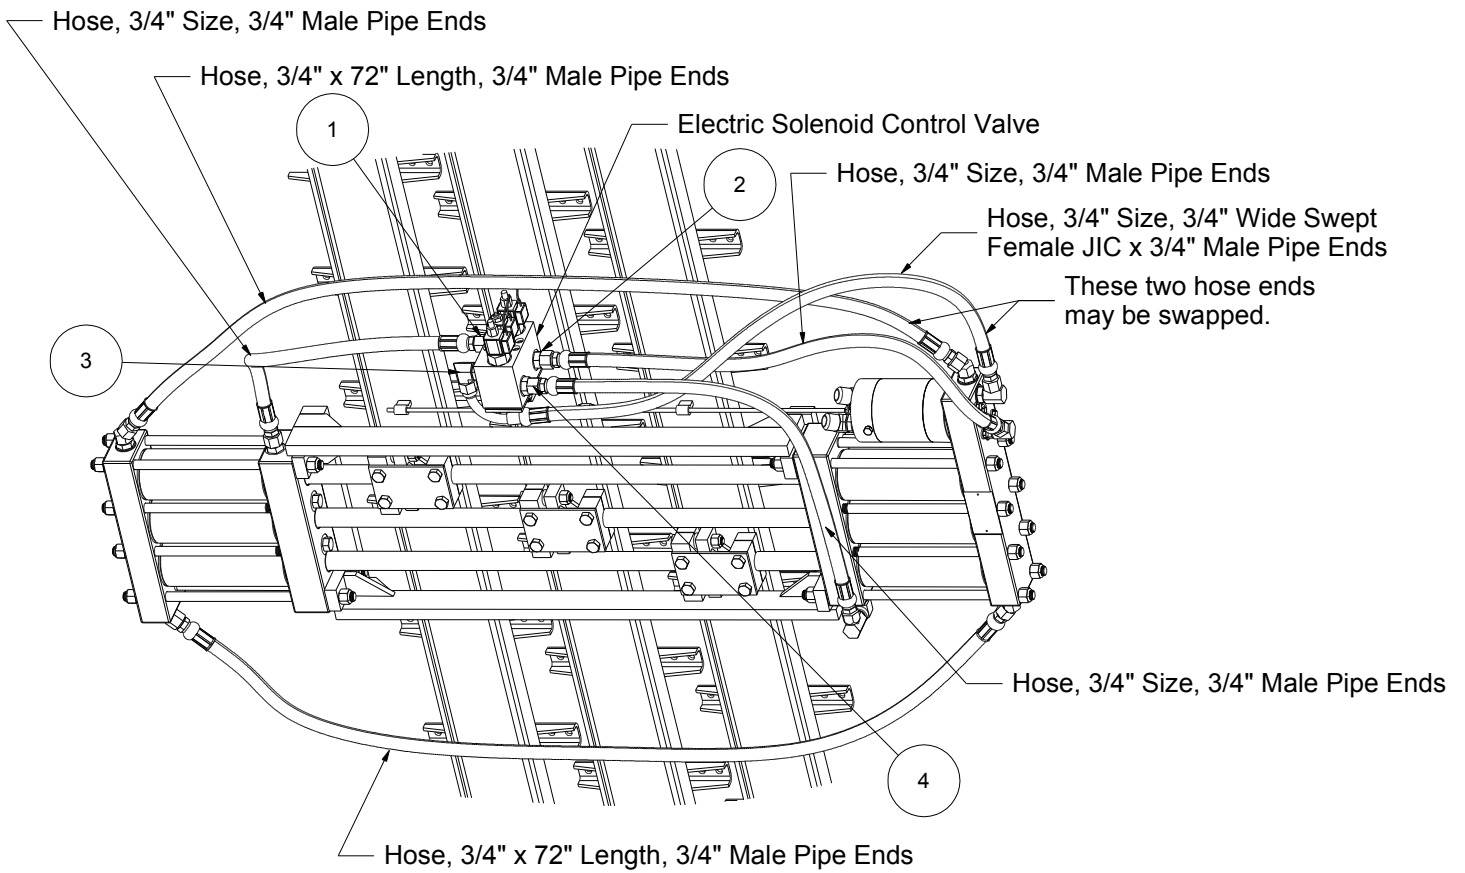 Hose, 3/4" Size, 3/4" Male Pipe Ends
Hose, 3/4" x 72" Length, 3/4" Male Pipe Ends
1
Electric Solenoid Control Valve
2
Hose, 3/4" Size, 3/4" Male Pipe Ends
Hose, 3/4" Size, 3/4" Wide Swept
Female JIC x 3/4" Male Pipe Ends
These two hose ends
may be swapped.
3
Hose, 3/4" Size, 3/4" Male Pipe Ends
4
Hose, 3/4" x 72" Length, 3/4" Male Pipe Ends